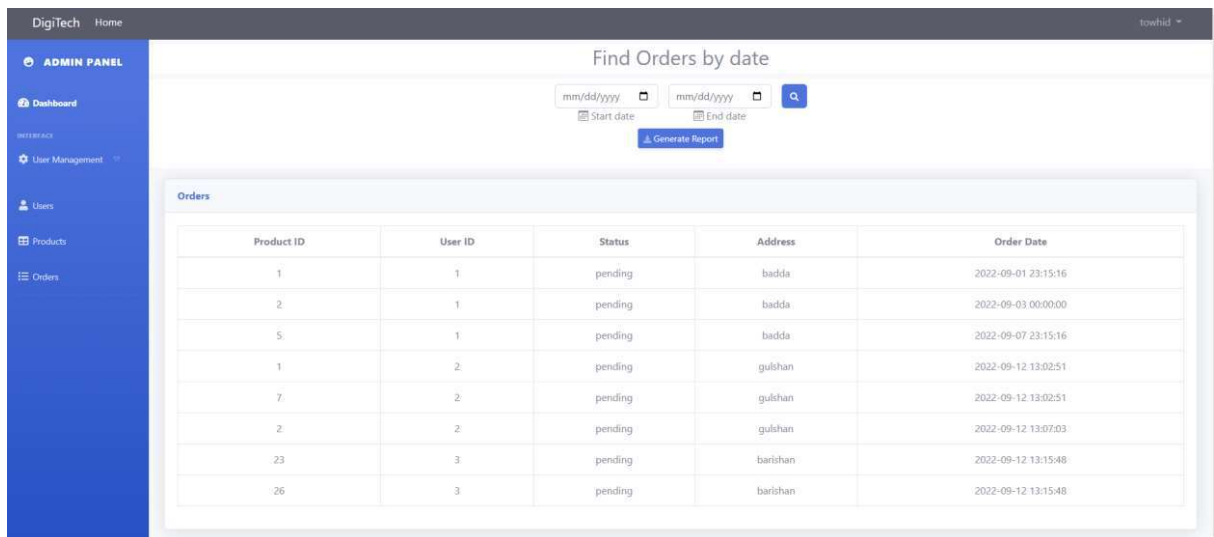 DigiTech Home towhid
ADMIN PANEL
Dashboard
INTERFACE
User Management
Users
Products
Orders
Find Orders by date
mm/dd/yyyy mm/dd/yyyy
Start date End date
Generate Report
Orders
Product ID User ID Status Address Order Date
1 1 pending badda 2022-09-01 23:15:16
2 1 pending badda 2022-09-03 00:00:00
5 1 pending badda 2022-09-07 23:15:16
1 2 pending gulshan 2022-09-12 13:02:51
7 2 pending gulshan 2022-09-12 13:02:51
2 2 pending gulshan 2022-09-12 13:07:03
23 3 pending barishan 2022-09-12 13:15:48
26 3 pending barishan 2022-09-12 13:15:48